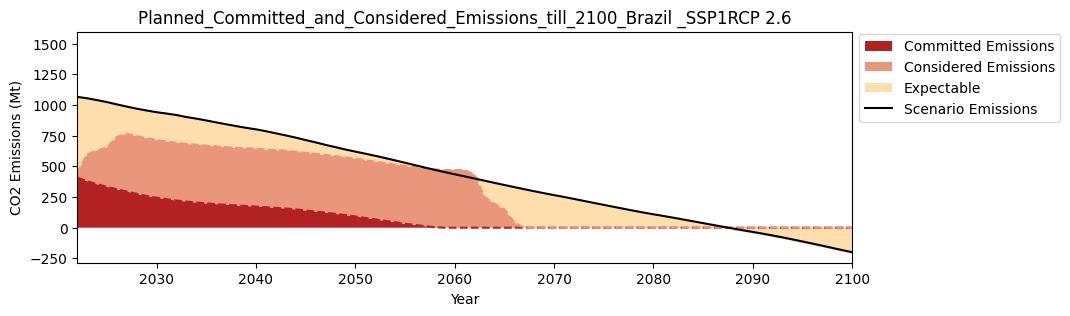 Planned_Committed_and_Considered_Emissions_till_2100_Brazil _SSP1RCP 2.6
CO2 Emissions (Mt)
1500
1250
1000
750
500
250
0
−250
2030
2040
2050
2060
2070
2080
2090
2100
Year
Committed Emissions
Considered Emissions
Expectable
Scenario Emissions